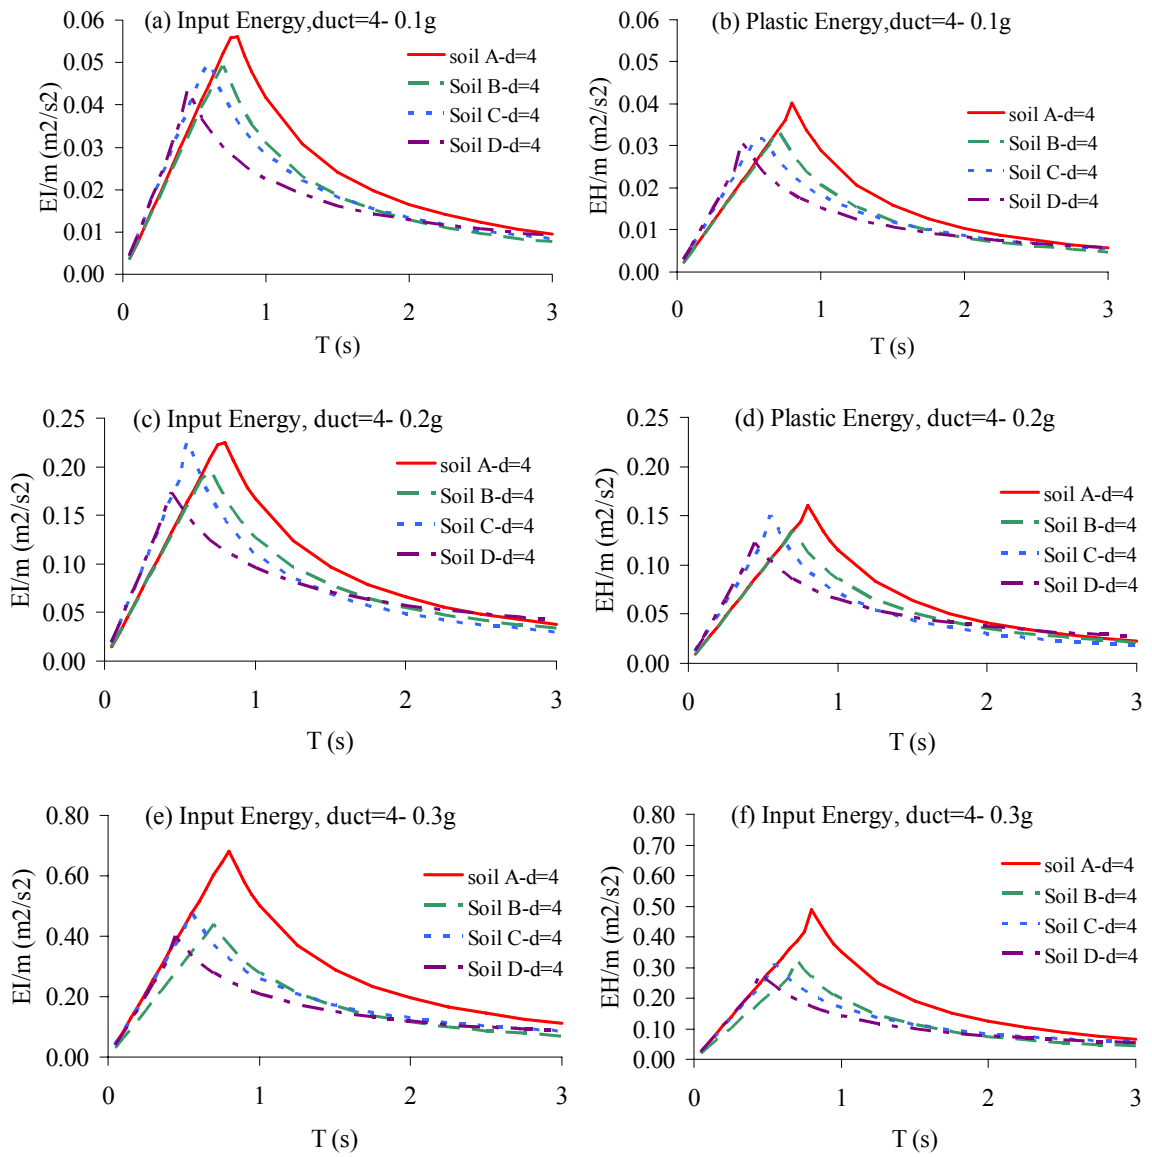 (a) Input Energy,duct=4- 0.1g
EI/m (m2/s2)
0.06
0.05
0.04
0.03
0.02
0.01
0.00
soil A-d=4
Soil B-d=4
Soil C-d=4
Soil D-d=4
0 1 2 3
T (s)
(b) Plastic Energy,duct=4- 0.1g
EH/m (m2/s2)
0.06
0.05
0.04
0.03
0.02
0.01
0.00
soil A-d=4
Soil B-d=4
Soil C-d=4
Soil D-d=4
0 1 2 3
T (s)
(c) Input Energy, duct=4- 0.2g
EI/m (m2/s2)
0.25
0.20
0.15
0.10
0.05
0.00
soil A-d=4
Soil B-d=4
Soil C-d=4
Soil D-d=4
0 1 2 3
T (s)
(d) Plastic Energy, duct=4- 0.2g
EH/m (m2/s2)
0.25
0.20
0.15
0.10
0.05
0.00
soil A-d=4
Soil B-d=4
Soil C-d=4
Soil D-d=4
0 1 2 3
T (s)
(e) Input Energy, duct=4- 0.3g
EI/m (m2/s2)
0.80
0.60
0.40
0.20
0.00
soil A-d=4
Soil B-d=4
Soil C-d=4
Soil D-d=4
0 1 2 3
T (s)
(f) Input Energy, duct=4- 0.3g
EH/m (m2/s2)
0.80
0.70
0.60
0.50
0.40
0.30
0.20
0.10
0.00
soil A-d=4
Soil B-d=4
Soil C-d=4
Soil D-d=4
0 1 2 3
T (s)